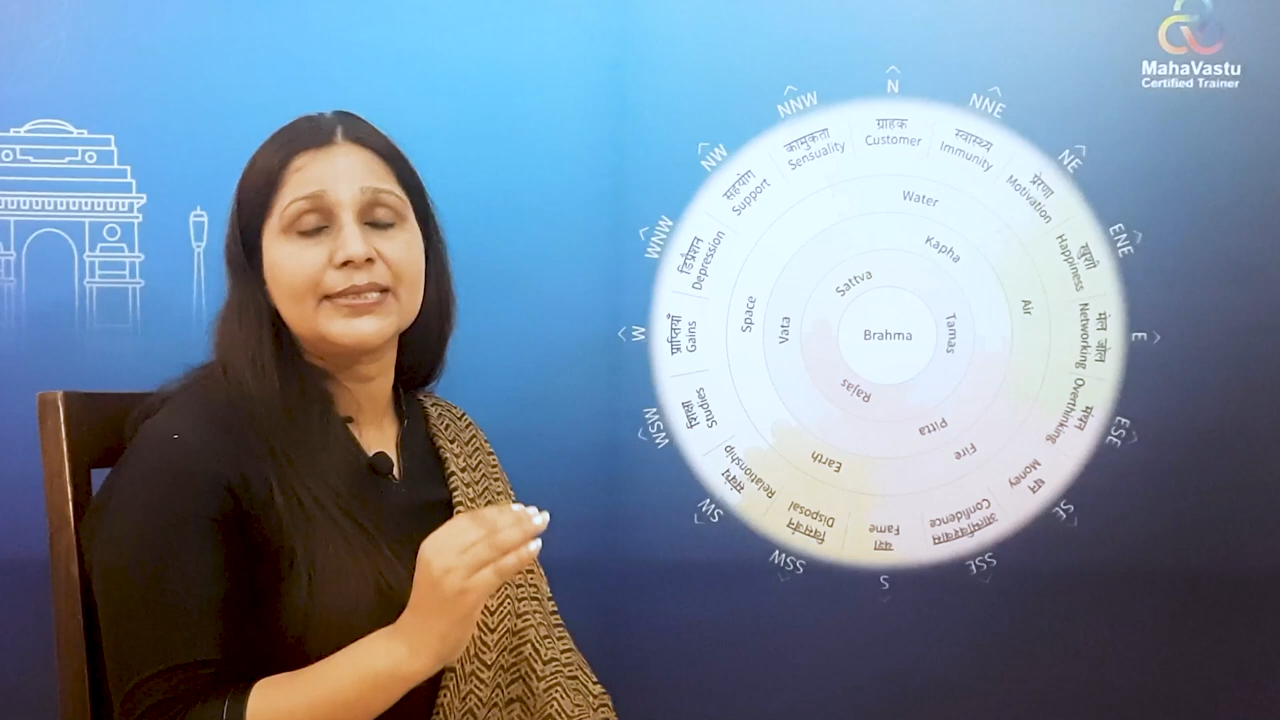 MahaVastu
Certified Trainer
N
NNE
NE
ENE
E
ESE
SE
SSE
S
SSW
SW
WSW
W
WNW
NW
NNW
ग्राहक
Customer
स्वास्थ्य
Immunity
प्रेरणा
Motivation
खुशी
Happiness
मेल जोल
Networking
मंथन
Overthinking
धन
Money
आत्मविश्वास
Confidence
यश
Fame
विसर्जन
Disposal
संबंध
Relationship
शिक्षा
Studies
प्राप्तियाँ
Gains
डिप्रैशन
Depression
सहयोग
Support
कामुकता
Sensuality
Water
Air
Fire
Earth
Space
Kapha
Pitta
Vata
Sattva
Tamas
Rajas
Brahma